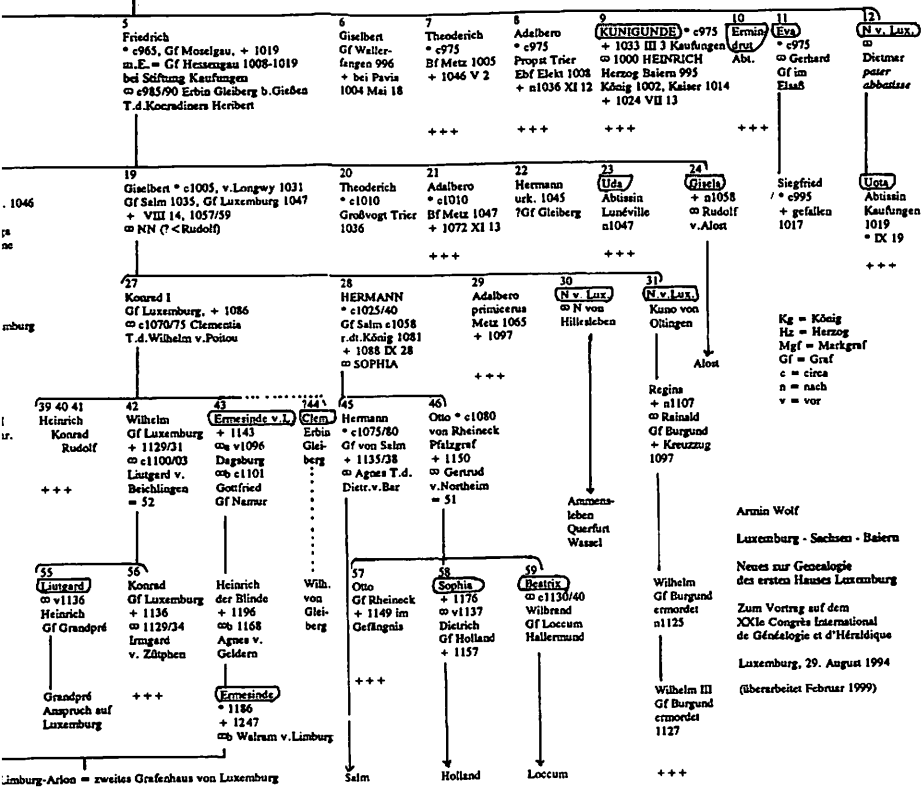 5
Friedrich
* c965, Gf Moselgau, + 1019
m.E. = Gf Hessengau 1008-1019
bei Stiftung Kaufungen
∞ c985/90 Erbin Gleiberg b.Gießen
T.d.Konradiners Heribert
6
Giselbert
Gf Waller-
fangen 996
+ bei Pavia
1004 Mai 18
7
Theoderich
* c975
Bf Metz 1005
+ 1046 V 2
+++
8
Adelbero
* c975
Propst Trier
Ebf Elekt 1008
+ n1036 XI 12
+++
9
KUNIGUNDE * c975
+ 1033 III 3 Kaufungen
∞ 1000 HEINRICH
Herzog Baiern 995
König 1002, Kaiser 1014
+ 1024 VII 13
+++
10
Ermin
drut
Äbt.
+++
11
Eva
* c975
∞ Gerhard
Gf im
Elsaß
12
N v. Lux.
∞
Dietmar
pater
abbatisse
. 1046
19
Giselbert * c1005, v.Longwy 1031
Gf Salm 1035, Gf Luxemburg 1047
+ VIII 14, 1057/59
∞ NN (?<Rudolf)
20
Theoderich
* c1010
Großvogt Trier
1036
21
Adalbero
* c1010
Bf Metz 1047
+ 1072 XI 13
+++
22
Hermann
urk. 1045
?Gf Gleiberg
23
Uda
Äbtissin
Lunéville
n1047
+++
24
Gisela
+ n1058
∞ Rudolf
v.Alost
Siegfried
* c995
+ gefallen
1017
Uota
Äbtissin
Kaufungen
1019
* IX 19
+++
mburg
27
Konrad I
Gf Luxemburg, + 1086
∞ c1070/75 Clementia
T.d.Wilhelm v.Poitou
28
HERMANN
* c1025/40
Gf Salm c1058
r.dt.König 1081
+ 1088 IX 28
∞ SOPHIA
29
Adalbero
primicerus
Metz 1065
+ 1097
+++
30
N v. Lux.
∞ N von
Hillesleben
31
N.v.Lux.
Kuno von
Oltingen
Alost
Kg = König
Hz = Herzog
Mgf = Markgraf
Gf = Graf
c = circa
n = nach
v = vor
39 40 41
Heinrich
Konrad
Rudolf
+++
42
Wilhelm
Gf Luxemburg
+ 1129/31
∞ c1100/03
Liutgard v.
Beichlingen
= 52
43
Ermesinde v.L
+ 1143
∞a v1096
Dagsburg
∞b c1101
Gottfried
Gf Namur
?44
Clem.
Erbin
Glei-
berg
45
Hermann
* c1075/80
Gf von Salm
+ 1135/38
∞ Agnes T.d.
Dietr.v.Bar
46
Otto * c1080
von Rheineck
Pfalzgraf
+ 1150
∞ Gertrud
v.Northeim
= 51
Regina
+ n1107
∞ Rainald
Gf Burgund
+ Kreuzzug
1097
Ammens-
leben
Querfurt
Wassel
Armin Wolf
Luxemburg - Sachsen - Baiern
Neues zur Genealogie
des ersten Hauses Luxemburg
Zum Vortrag auf dem
XXIe Congrès International
de Généalogie et d'Héraldique
Luxemburg, 29. August 1994
(überarbeitet Februar 1999)
55
Liutgard
∞ v1136
Heinrich
Gf Grandpré
Grandpré
Anspruch auf
Luxemburg
56
Konrad
Gf Luxemburg
+ 1136
∞ 1129/34
Irmgard
v. Zütphen
+++
Heinrich
der Blinde
+ 1196
∞b 1168
Agnes v.
Geldern
Ermesinde
* 1186
+ 1247
∞b Walram v.Limburg
Wilh.
von
Glei-
berg
57
Otto
Gf Rheineck
+ 1149 im
Gefängnis
+++
58
Sophia
+ 1176
∞ v1137
Dietrich
Gf Holland
+ 1157
59
Beatrix
∞ c1130/40
Wilbrand
Gf Loccum
Hallermund
Wilhelm
Gf Burgund
ermordet
n1125
Wilhelm III
Gf Burgund
ermordet
1127
+++
Limburg-Arlon = zweites Grafenhaus von Luxemburg
Salm
Holland
Loccum